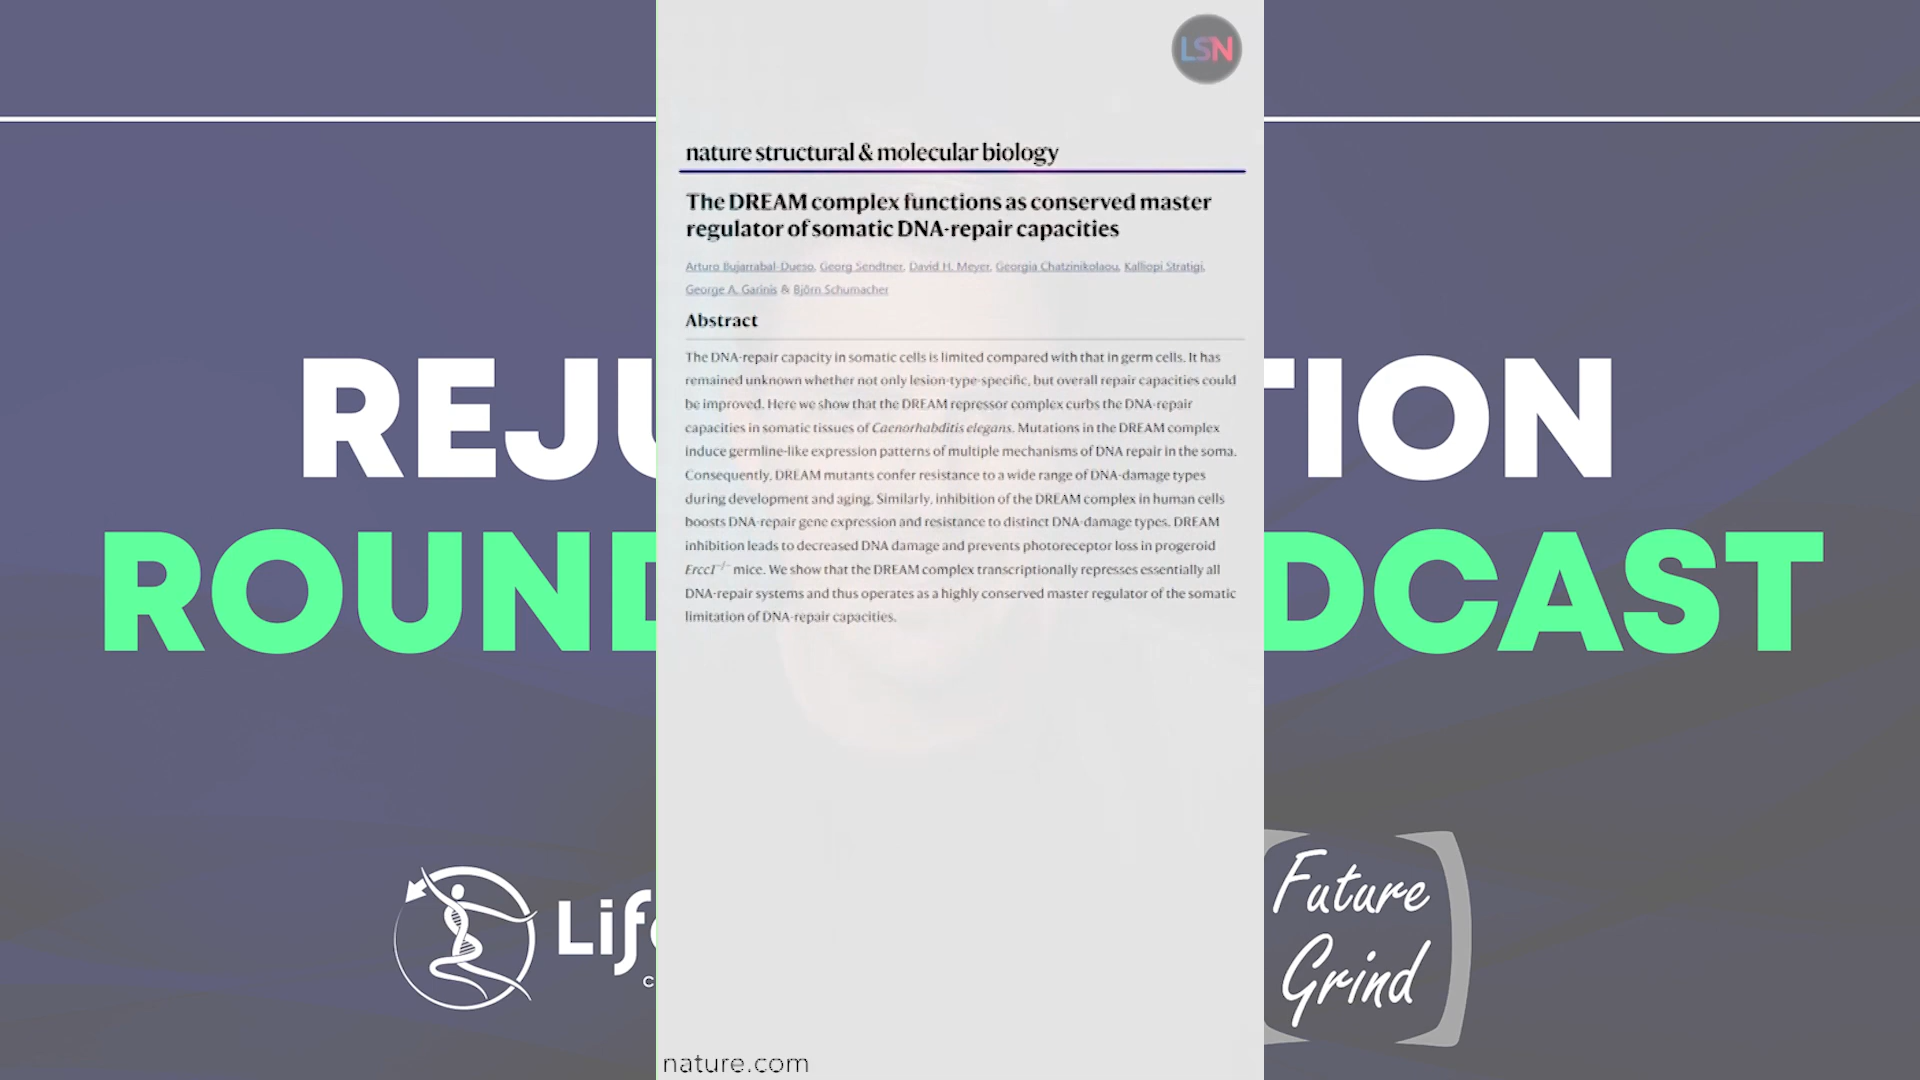 LSN
nature structural & molecular biology
The DREAM complex functions as conserved master
regulator of somatic DNA-repair capacities
Arturo Bujarrabal-Dueso, Georg Sendtner, David H. Meyer, Georgia Chatzinikolaou, Kalliopi Stratigi,
George A. Garinis & Björn Schumacher
Abstract
The DNA-repair capacity in somatic cells is limited compared with that in germ cells. It has
remained unknown whether not only lesion-type-specific, but overall repair capacities could
be improved. Here we show that the DREAM repressor complex curbs the DNA-repair
capacities in somatic tissues of Caenorhabditis elegans. Mutations in the DREAM complex
induce germline-like expression patterns of multiple mechanisms of DNA repair in the soma.
Consequently, DREAM mutants confer resistance to a wide range of DNA-damage types
during development and aging. Similarly, inhibition of the DREAM complex in human cells
boosts DNA-repair gene expression and resistance to distinct DNA-damage types. DREAM
inhibition leads to decreased DNA damage and prevents photoreceptor loss in progeroid
Ercc1−/− mice. We show that the DREAM complex transcriptionally represses essentially all
DNA-repair systems and thus operates as a highly conserved master regulator of the somatic
limitation of DNA-repair capacities.
REJU TION
ROUND DCAST
Life
c
Future
Grind
nature.com